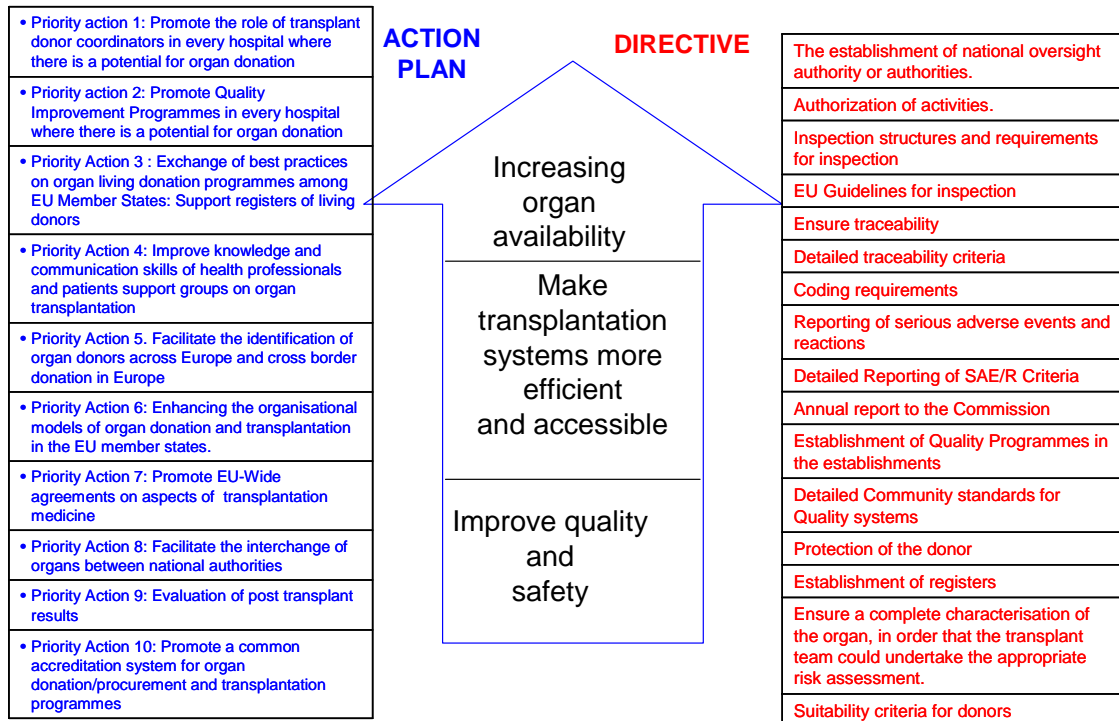 • Priority action 1: Promote the role of transplant
donor coordinators in every hospital where
there is a potential for organ donation
• Priority action 2: Promote Quality
Improvement Programmes in every hospital
where there is a potential for organ donation
• Priority Action 3 : Exchange of best practices
on organ living donation programmes among
EU Member States: Support registers of living
donors
• Priority Action 4: Improve knowledge and
communication skills of health professionals
and patients support groups on organ
transplantation
• Priority Action 5. Facilitate the identification of
organ donors across Europe and cross border
donation in Europe
• Priority Action 6: Enhancing the organisational
models of organ donation and transplantation
in the EU member states.
• Priority Action 7: Promote EU-Wide
agreements on aspects of transplantation
medicine
• Priority Action 8: Facilitate the interchange of
organs between national authorities
• Priority Action 9: Evaluation of post transplant
results
• Priority Action 10: Promote a common
accreditation system for organ
donation/procurement and transplantation
programmes
ACTION
PLAN
DIRECTIVE
Increasing
organ
availability
Make
transplantation
systems more
efficient
and accessible
Improve quality
and
safety
The establishment of national oversight
authority or authorities.
Authorization of activities.
Inspection structures and requirements
for inspection
EU Guidelines for inspection
Ensure traceability
Detailed traceability criteria
Coding requirements
Reporting of serious adverse events and
reactions
Detailed Reporting of SAE/R Criteria
Annual report to the Commission
Establishment of Quality Programmes in
the establishments
Detailed Community standards for
Quality systems
Protection of the donor
Establishment of registers
Ensure a complete characterisation of
the organ, in order that the transplant
team could undertake the appropriate
risk assessment.
Suitability criteria for donors